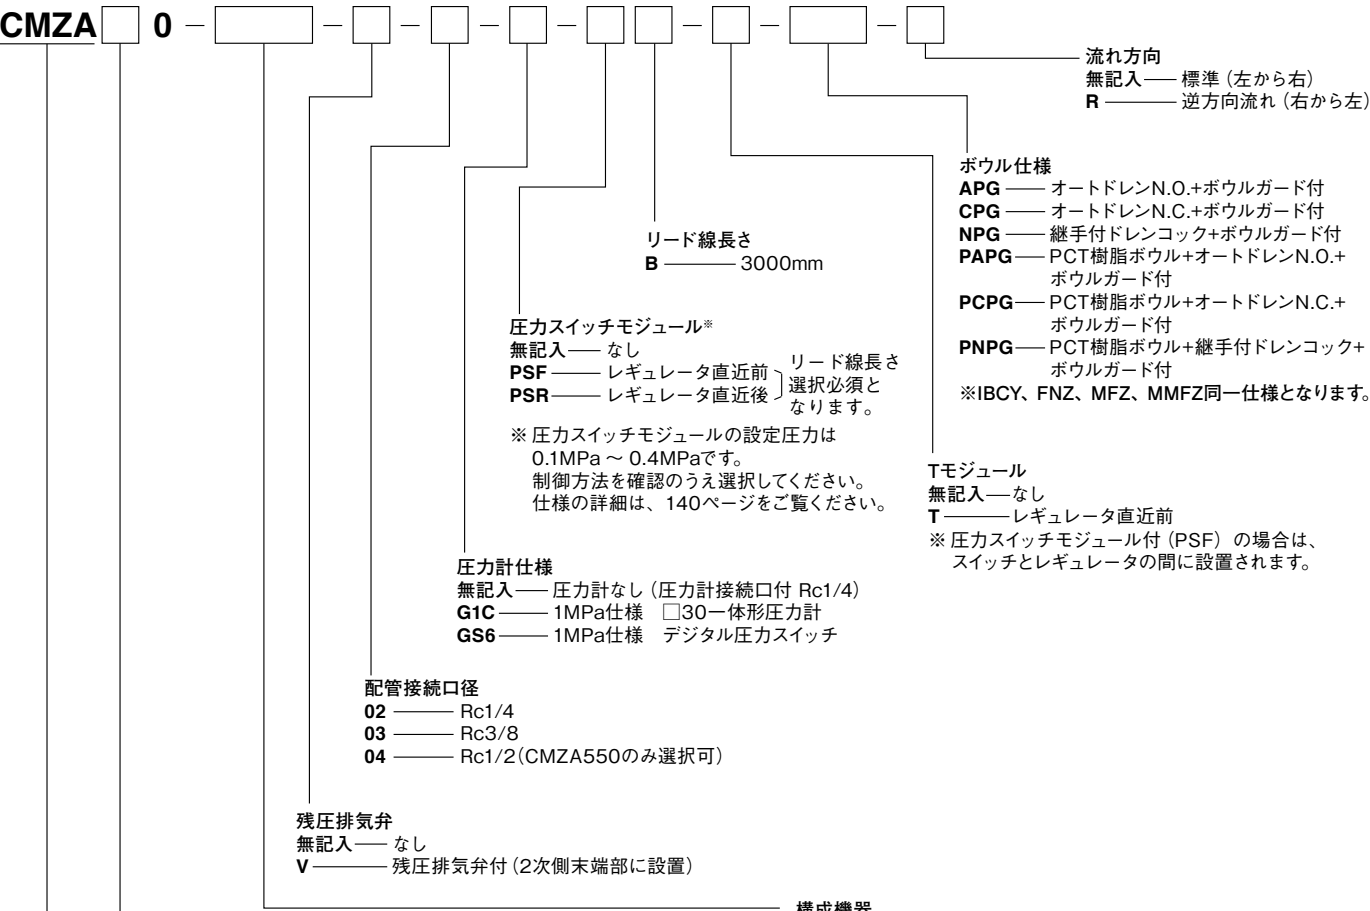 CMZA□ 0 － □ － □ － □ － □ － □ □ － □ － □ － □
流れ方向
無記入 ── 標準（左から右）
R ──── 逆方向流れ（右から左）
ボウル仕様
APG ── オートドレンN.O.+ボウルガード付
CPG ── オートドレンN.C.+ボウルガード付
NPG ── 継手付ドレンコック+ボウルガード付
PAPG ── PCT樹脂ボウル+オートドレンN.O.+
ボウルガード付
PCPG ── PCT樹脂ボウル+オートドレンN.C.+
ボウルガード付
PNPG ── PCT樹脂ボウル+継手付ドレンコック+
ボウルガード付
※IBCY、FNZ、MFZ、MMFZ同一仕様となります。
リード線長さ
B ──── 3000mm
圧力スイッチモジュール※
無記入 ── なし
PSF ─── レギュレータ直近前
PSR ─── レギュレータ直近後
リード線長さ
選択必須と
なります。
※ 圧力スイッチモジュールの設定圧力は
0.1MPa ～ 0.4MPaです。
制御方法を確認のうえ選択してください。
仕様の詳細は、140ページをご覧ください。
Tモジュール
無記入 ── なし
T ──── レギュレータ直近前
※ 圧力スイッチモジュール付（PSF）の場合は、
スイッチとレギュレータの間に設置されます。
圧力計仕様
無記入 ── 圧力計なし（圧力計接続口付 Rc1/4）
G1C ─── 1MPa仕様　□30一体形圧力計
GS6 ─── 1MPa仕様　デジタル圧力スイッチ
配管接続口径
02 ──── Rc1/4
03 ──── Rc3/8
04 ──── Rc1/2（CMZA550のみ選択可）
残圧排気弁
無記入 ── なし
V ──── 残圧排気弁付（2次側末端部に設置）
構成機器